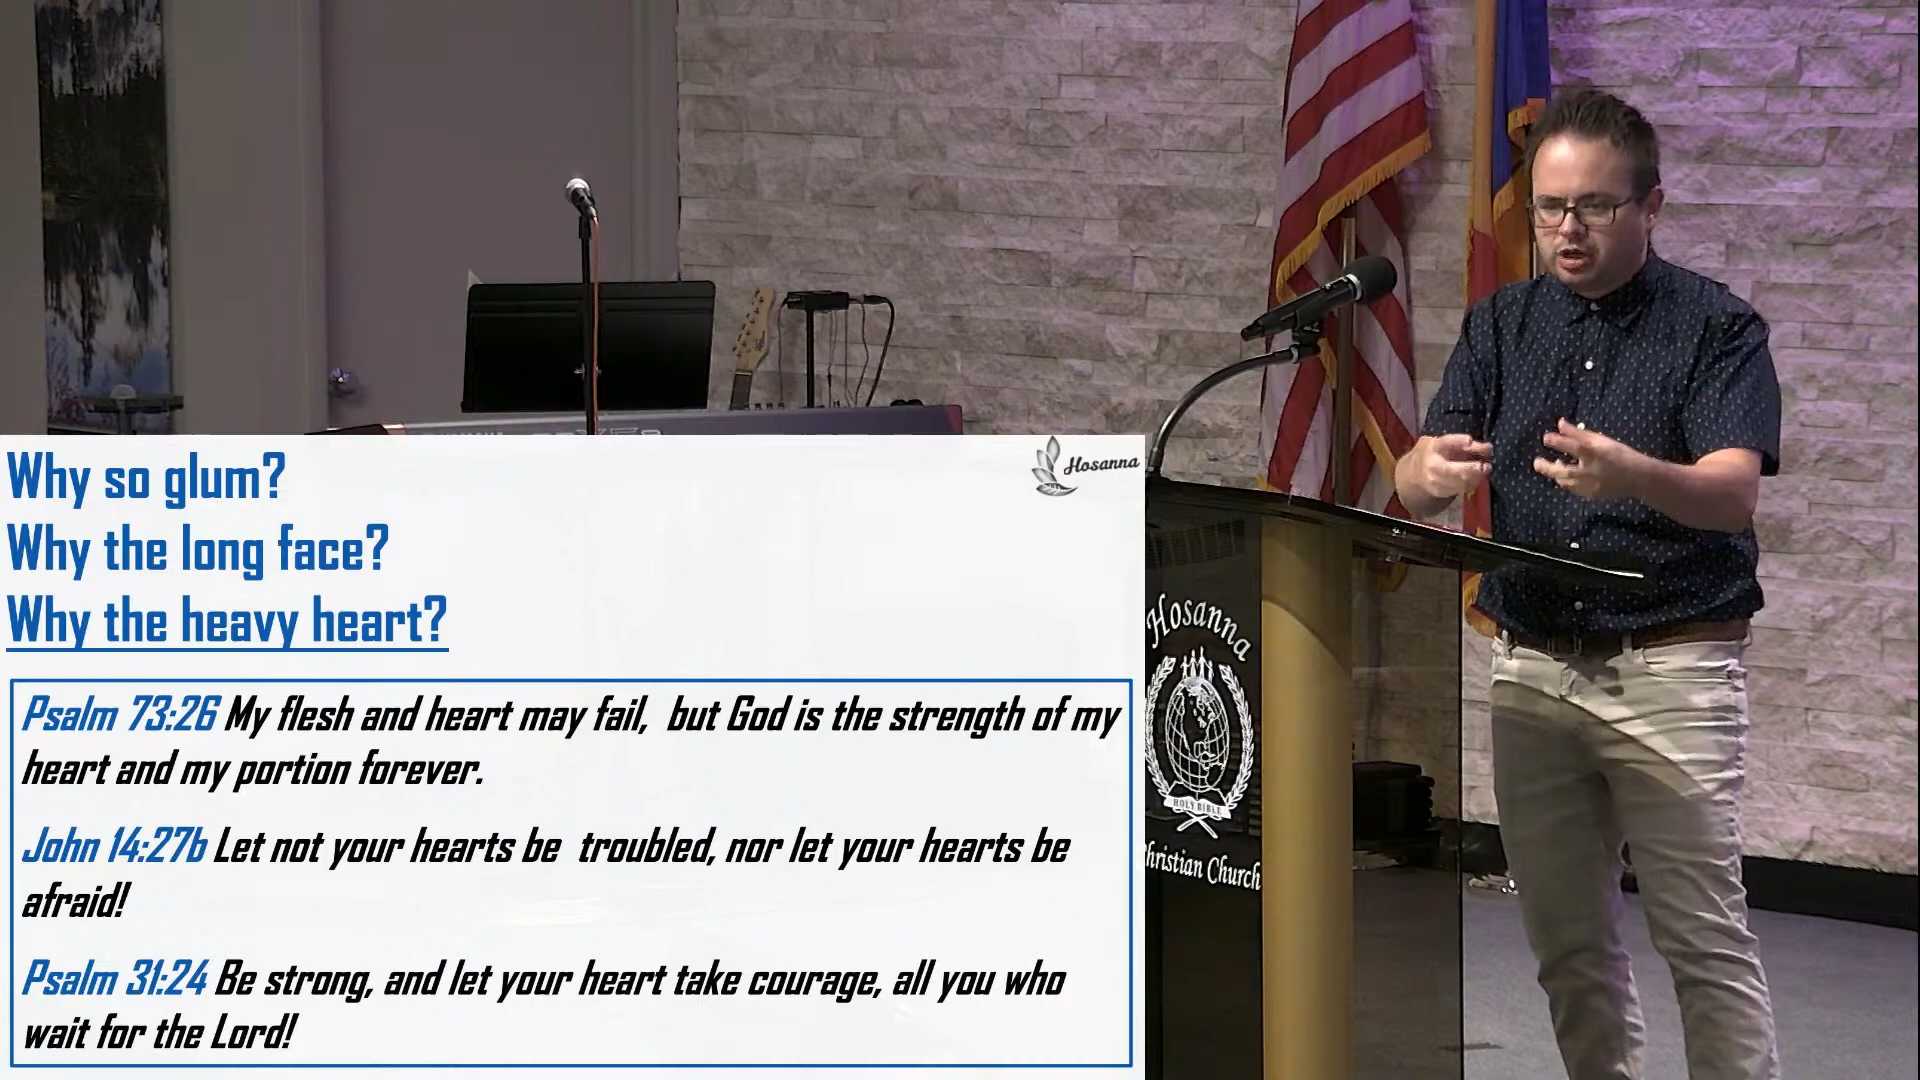 Why so glum?
Why the long face?
Why the heavy heart?
Hosanna
Psalm 73:26 My flesh and heart may fail, but God is the strength of my
heart and my portion forever.
John 14:27b Let not your hearts be troubled, nor let your hearts be
afraid!
Psalm 31:24 Be strong, and let your heart take courage, all you who
wait for the Lord!
Hosanna
HOLY BIBLE
hristian Church